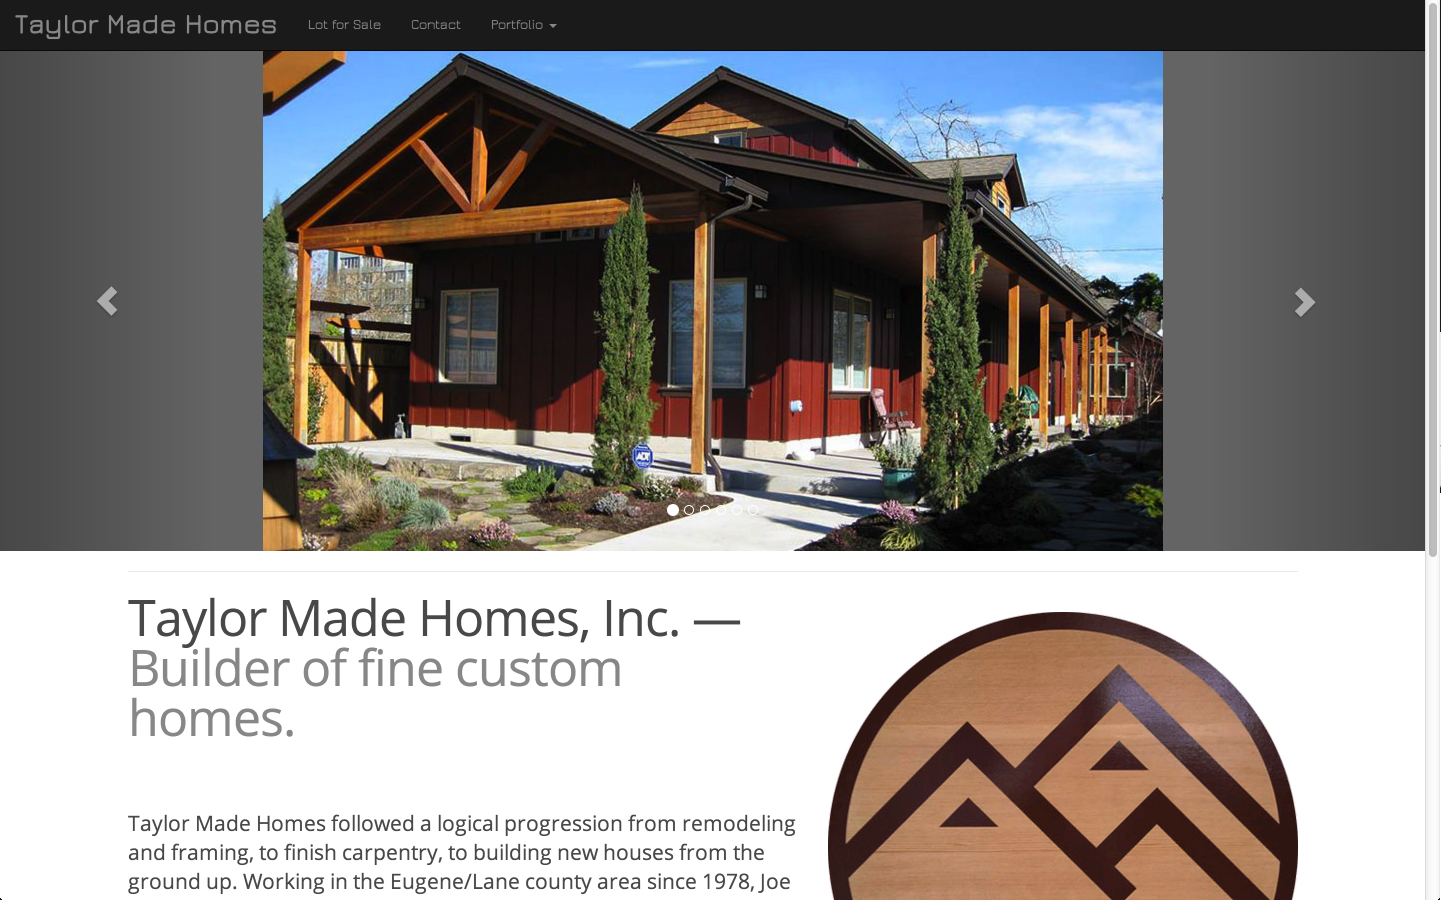 Taylor Made Homes Lot for Sale Contact Portfolio
ADT
Taylor Made Homes, Inc. —
Builder of fine custom
homes.
Taylor Made Homes followed a logical progression from remodeling
and framing, to finish carpentry, to building new houses from the
ground up. Working in the Eugene/Lane county area since 1978, Joe